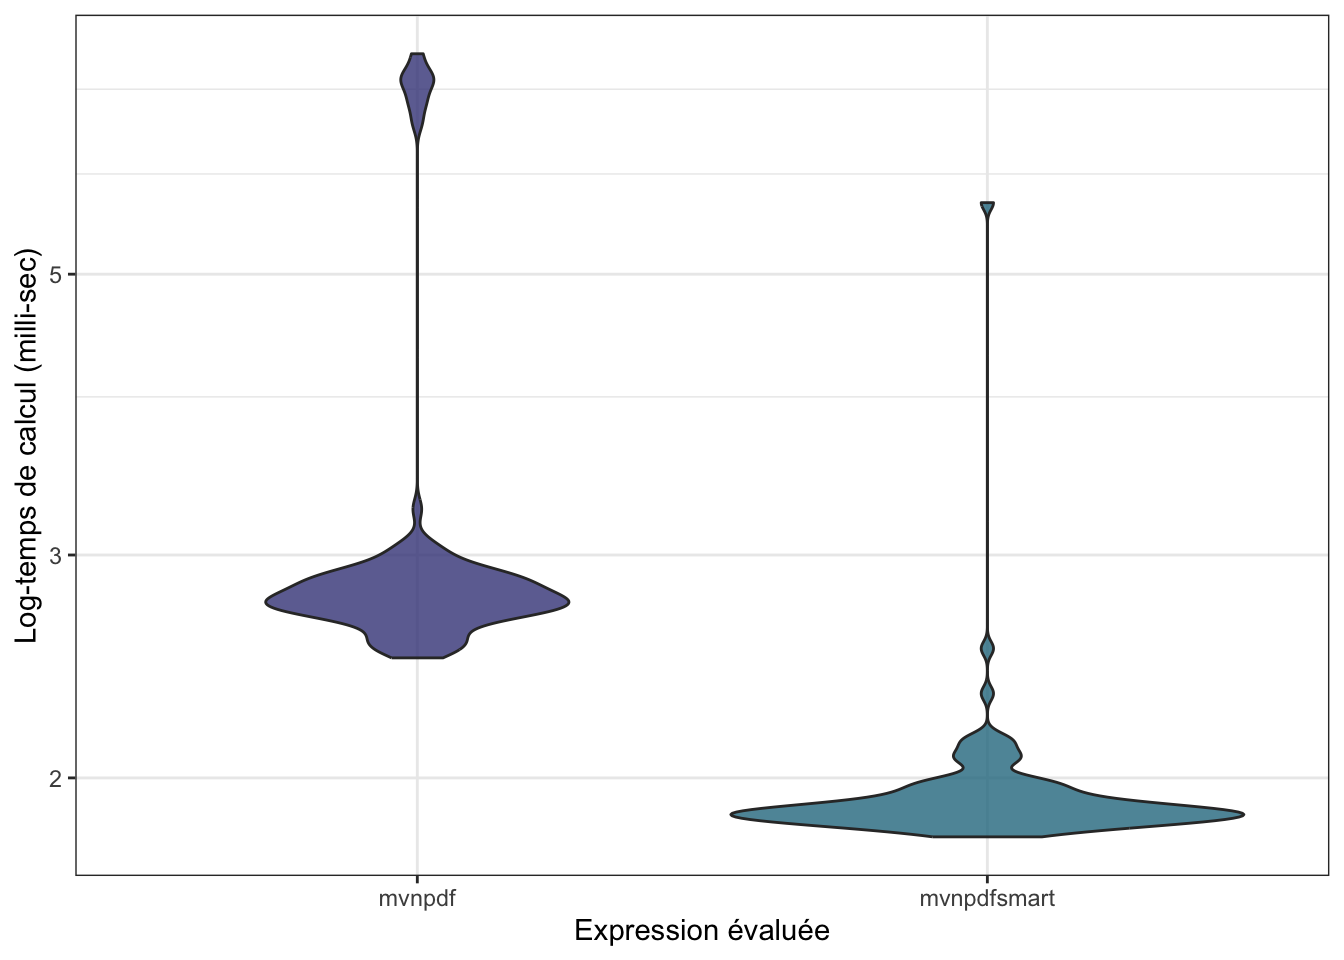 Log-temps de calcul (milli-sec)
5
3
2
mvnpdf
mvnpdfsmart
Expression évaluée